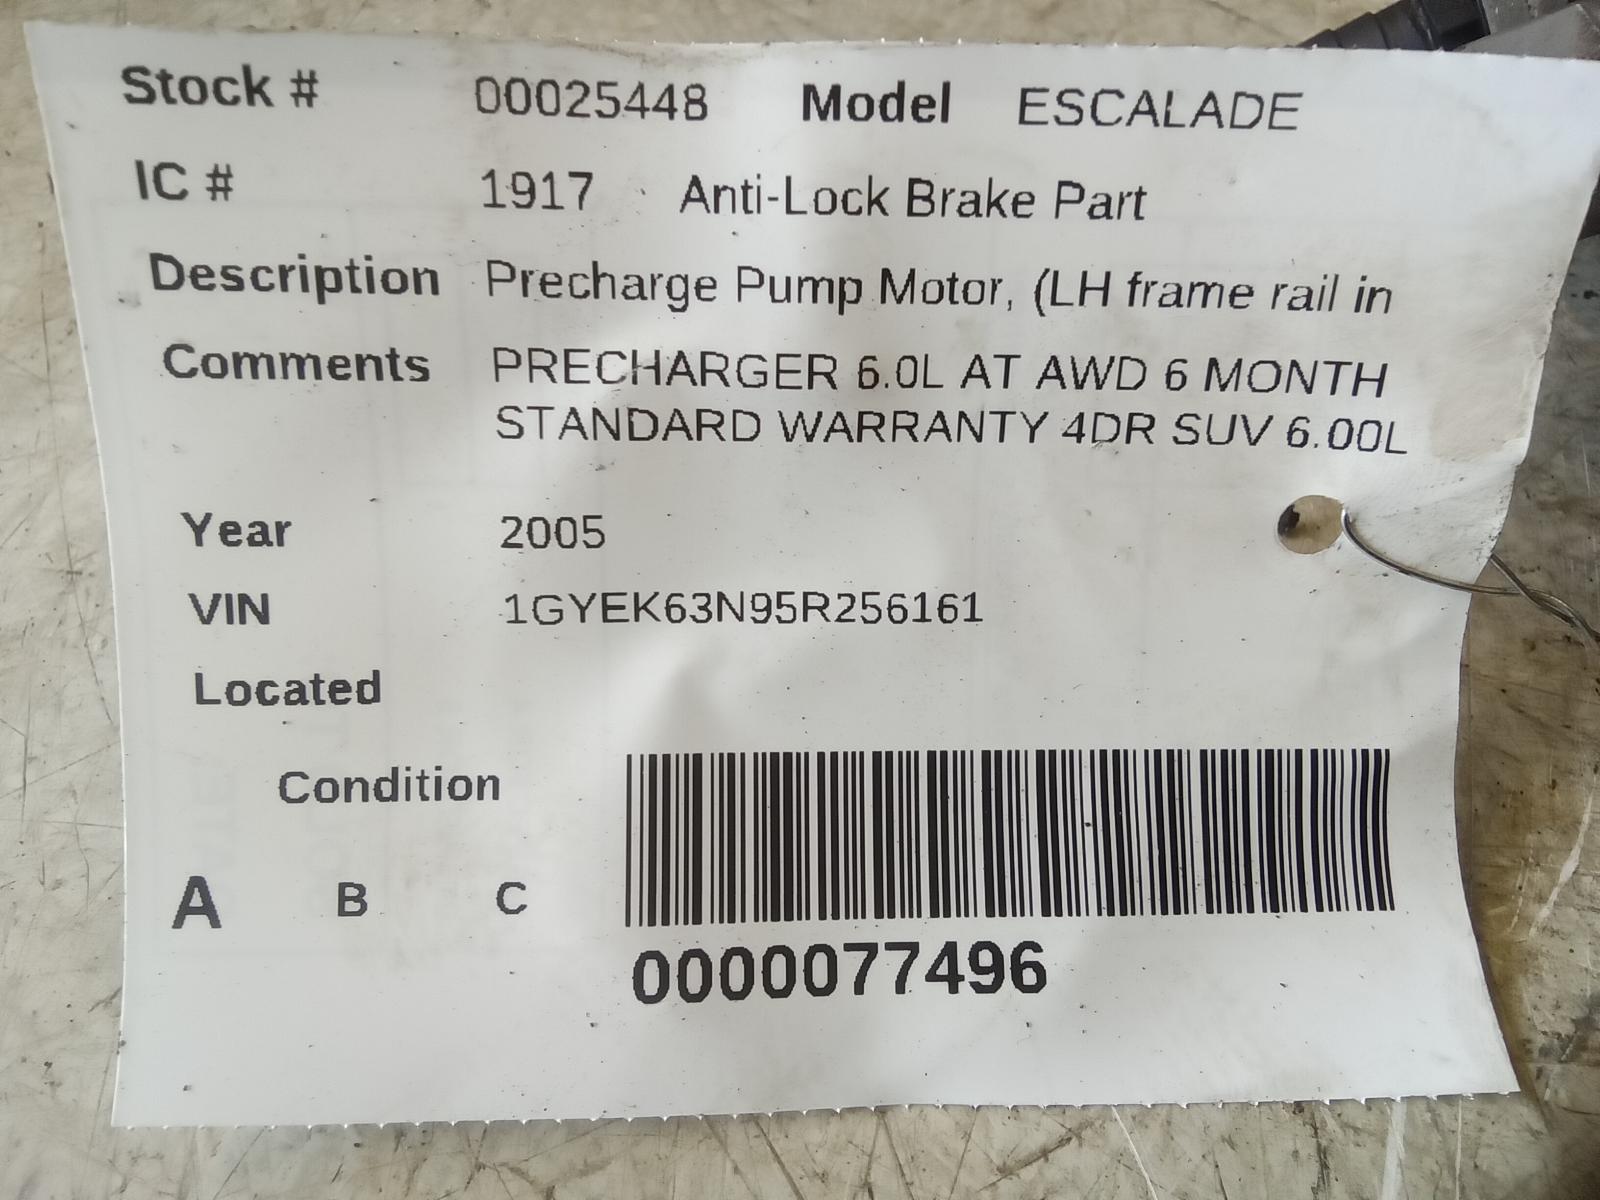 Stock # 00025448 Model ESCALADE
IC # 1917 Anti-Lock Brake Part
Description Precharge Pump Motor, (LH frame rail in
Comments PRECHARGER 6.0L AT AWD 6 MONTH
STANDARD WARRANTY 4DR SUV 6.00L
Year 2005
VIN 1GYEK63N95R256161
Located
Condition
A B C
0000077496